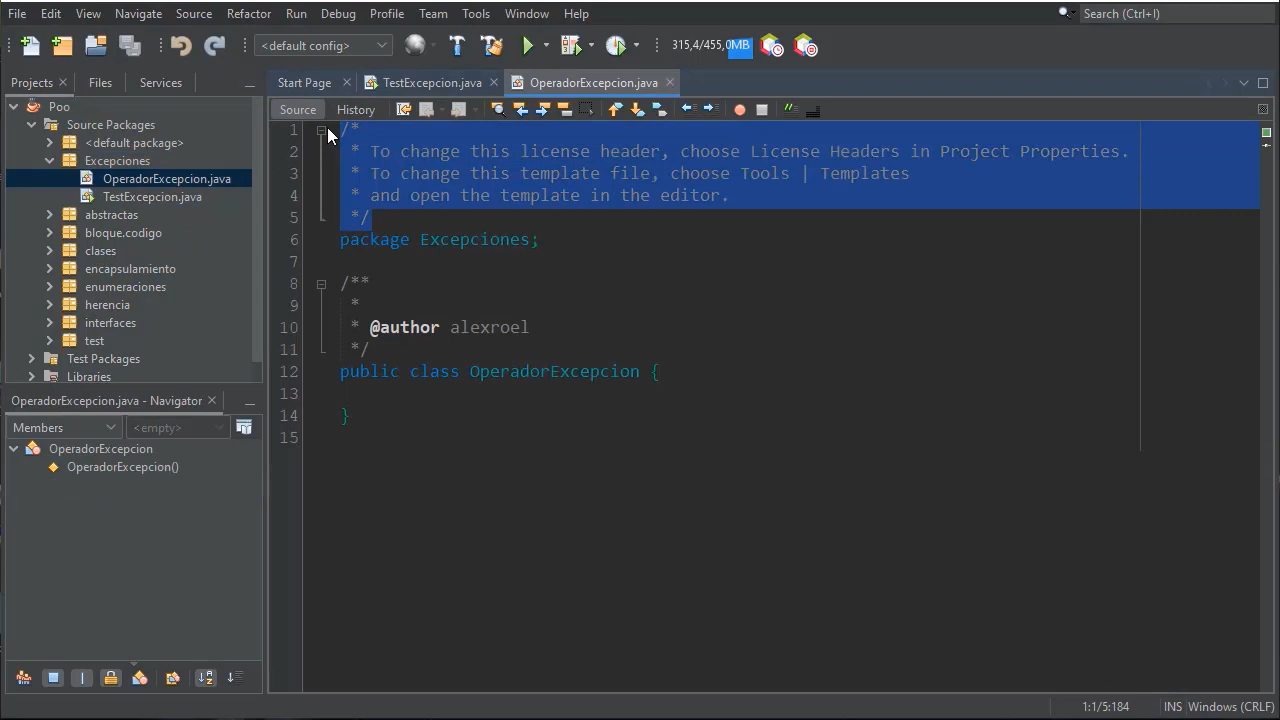 File Edit View Navigate Source Refactor Run Debug Profile Team Tools Window Help Search (Ctrl+I)
<default config> 315,4/455,0MB
Projects Files Services Start Page TestExcepcion.java OperadorExcepcion.java
Source History
Poo
Source Packages
<default package>
Excepciones
OperadorExcepcion.java
TestExcepcion.java
abstractas
bloque.codigo
clases
encapsulamiento
enumeraciones
herencia
interfaces
test
Test Packages
Libraries
OperadorExcepcion.java - Navigator
Members <empty>
OperadorExcepcion
OperadorExcepcion()
1 /*
2 * To change this license header, choose License Headers in Project Properties.
3 * To change this template file, choose Tools | Templates
4 * and open the template in the editor.
5 */
6 package Excepciones;
7
8 /**
9 *
10 * @author alexroel
11 */
12 public class OperadorExcepcion {
13
14 }
15
1:1/5:184 INS Windows (CRLF)